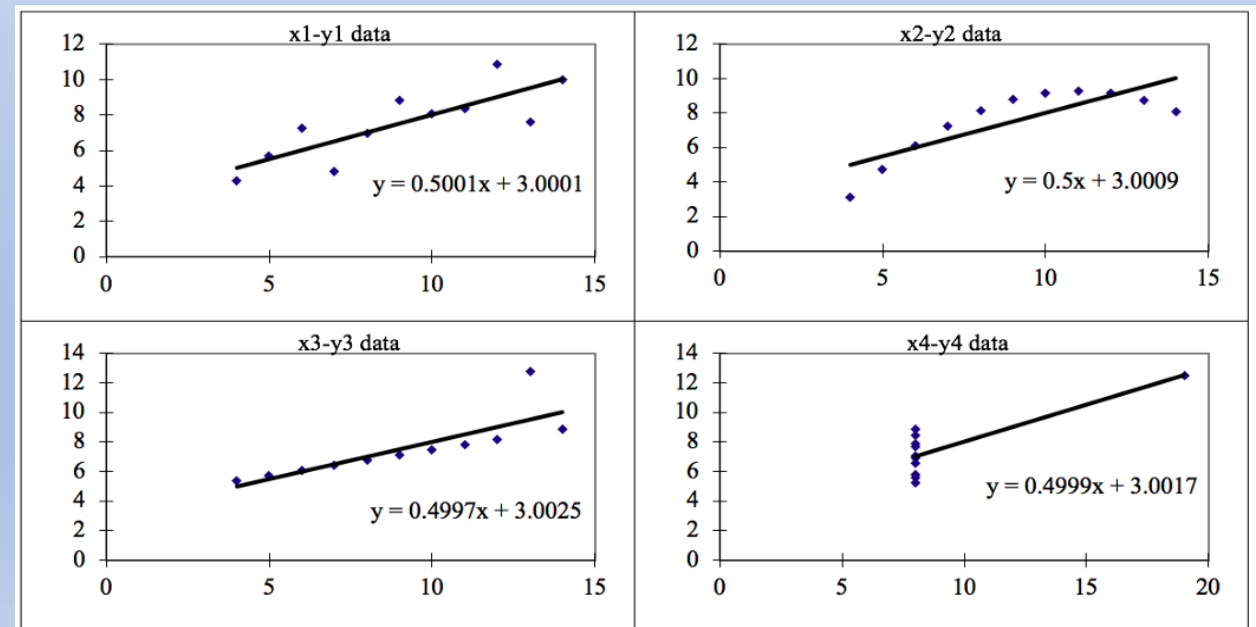 x1-y1 data
12
10
8
6
4
2
0
0 5 10 15
y = 0.5001x + 3.0001
x2-y2 data
12
10
8
6
4
2
0
0 5 10 15
y = 0.5x + 3.0009
x3-y3 data
14
12
10
8
6
4
2
0
0 5 10 15
y = 0.4997x + 3.0025
x4-y4 data
14
12
10
8
6
4
2
0
0 5 10 15 20
y = 0.4999x + 3.0017